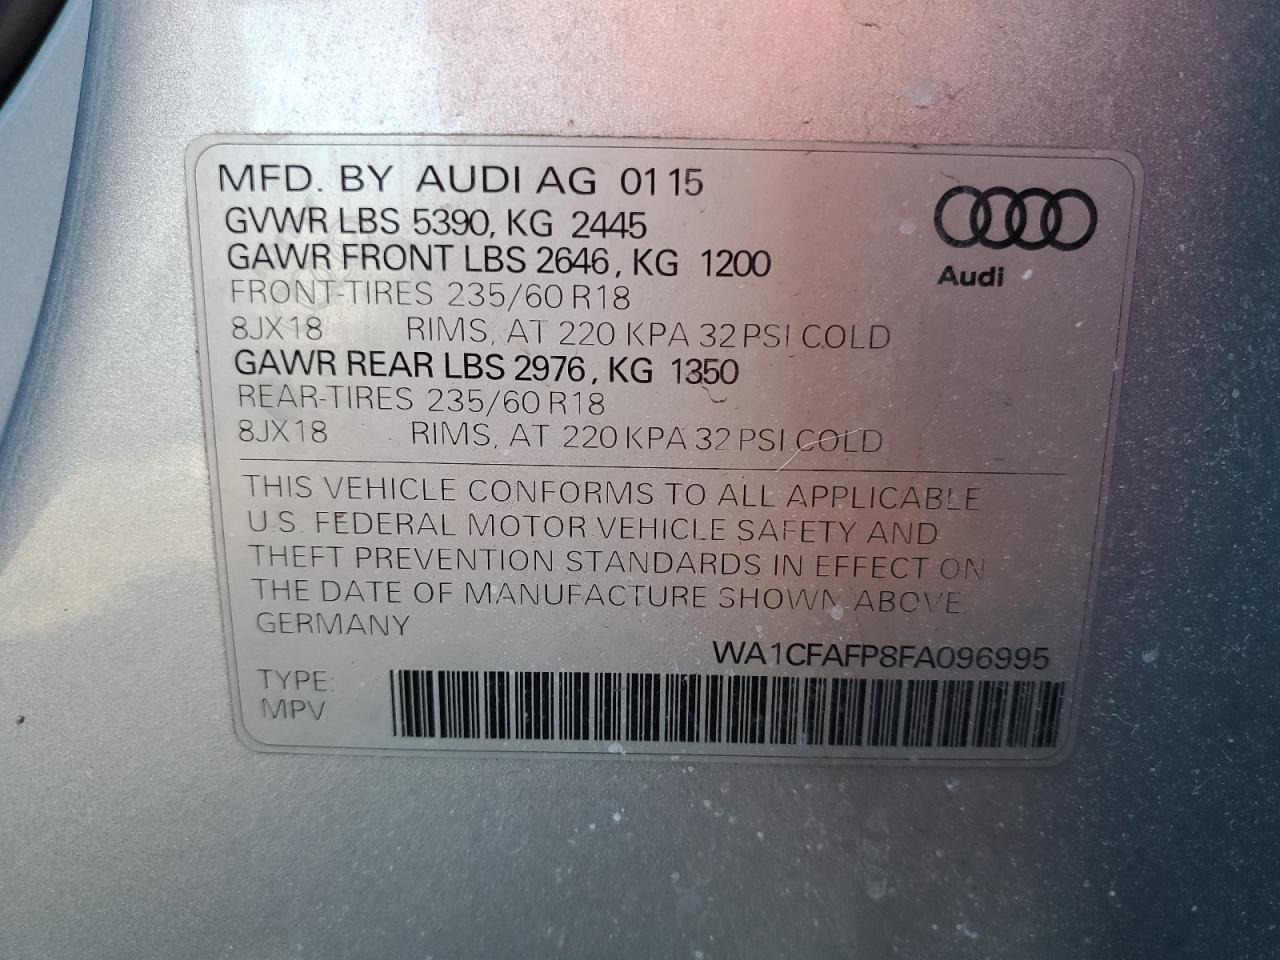 MFD. BY AUDI AG 01 15
GVWR LBS 5390, KG 2445
GAWR FRONT LBS 2646, KG 1200
FRONT-TIRES 235/60 R18
8JX18 RIMS, AT 220 KPA 32 PSI COLD
GAWR REAR LBS 2976, KG 1350
REAR-TIRES 235/60 R18
8JX18 RIMS, AT 220 KPA 32 PSI COLD
Audi
THIS VEHICLE CONFORMS TO ALL APPLICABLE
U.S. FEDERAL MOTOR VEHICLE SAFETY AND
THEFT PREVENTION STANDARDS IN EFFECT ON
THE DATE OF MANUFACTURE SHOWN ABOVE.
GERMANY
WA1CFAFP8FA096995
TYPE:
MPV